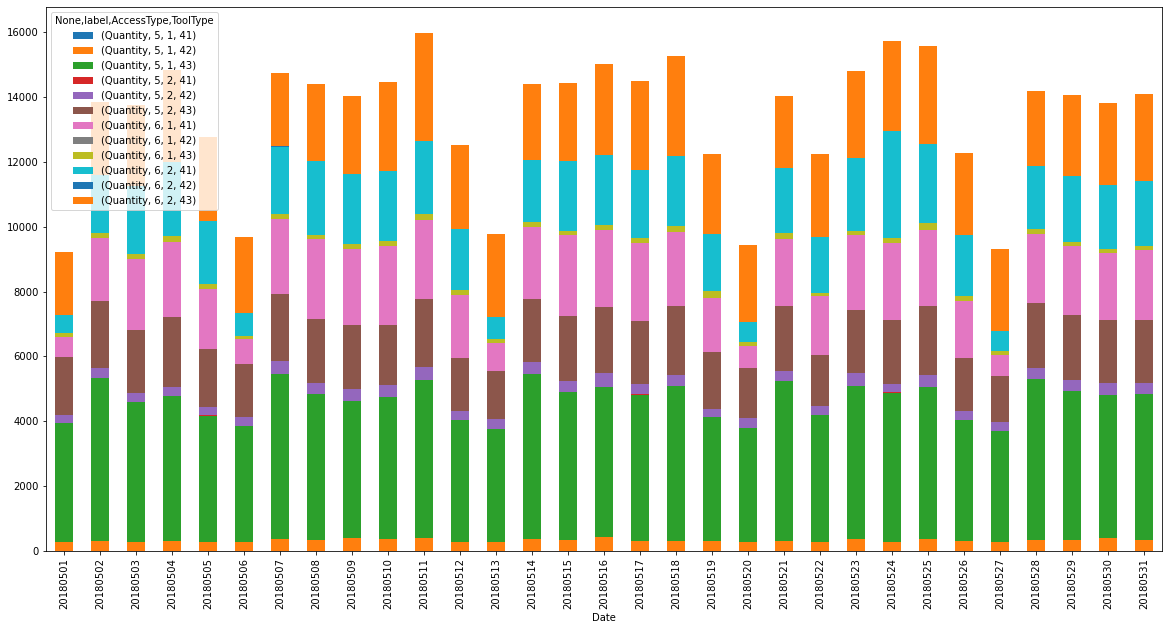 None,label,AccessType,ToolType
(Quantity, 5, 1, 41)
(Quantity, 5, 1, 42)
(Quantity, 5, 1, 43)
(Quantity, 5, 2, 41)
(Quantity, 5, 2, 42)
(Quantity, 5, 2, 43)
(Quantity, 6, 1, 41)
(Quantity, 6, 1, 42)
(Quantity, 6, 1, 43)
(Quantity, 6, 2, 41)
(Quantity, 6, 2, 42)
(Quantity, 6, 2, 43)
16000
14000
12000
10000
8000
6000
4000
2000
0
20180501
20180502
20180503
20180504
20180505
20180506
20180507
20180508
20180509
20180510
20180511
20180512
20180513
20180514
20180515
20180516
20180517
20180518
20180519
20180520
20180521
20180522
20180523
20180524
20180525
20180526
20180527
20180528
20180529
20180530
20180531
Date